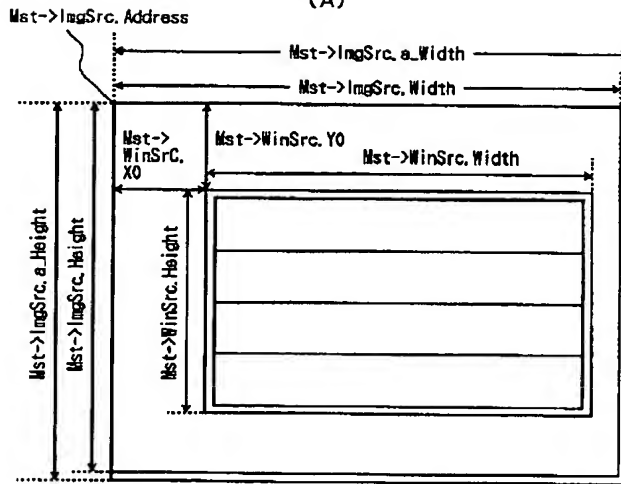 (A)
Mst->ImgSrc.Address
Mst->ImgSrc.a_Width
Mst->ImgSrc.Width
Mst->
WinSrC.
X0
Mst->WinSrc.Y0
Mst->WinSrc.Width
Mst->ImgSrc.a_Height
Mst->ImgSrc.Height
Mst->WinSrc.Height